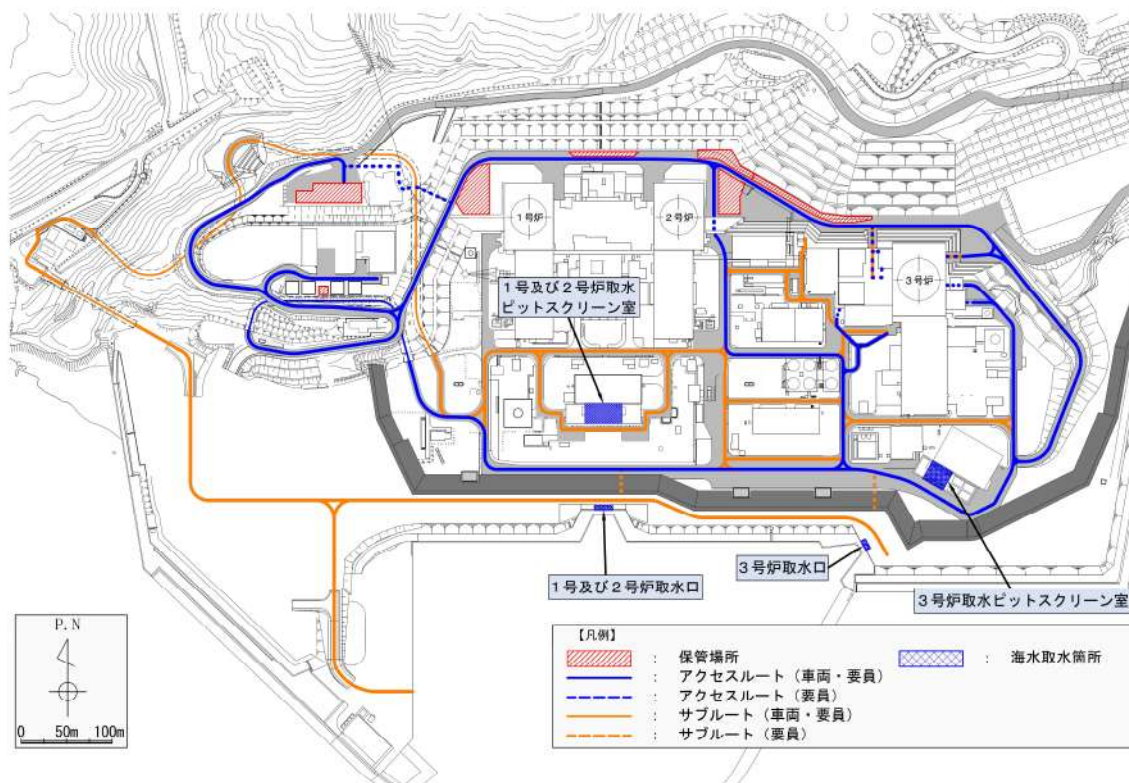 1号炉
2号炉
3号炉
1号及び2号炉取水
ピットスクリーン室
1号及び2号炉取水口
3号炉取水口
3号炉取水ピットスクリーン室
P.N
0 50m 100m
【凡例】
: 保管場所
: 海水取水箇所
: アクセスルート（車両・要員）
: アクセスルート（要員）
: サブルート（車両・要員）
: サブルート（要員）